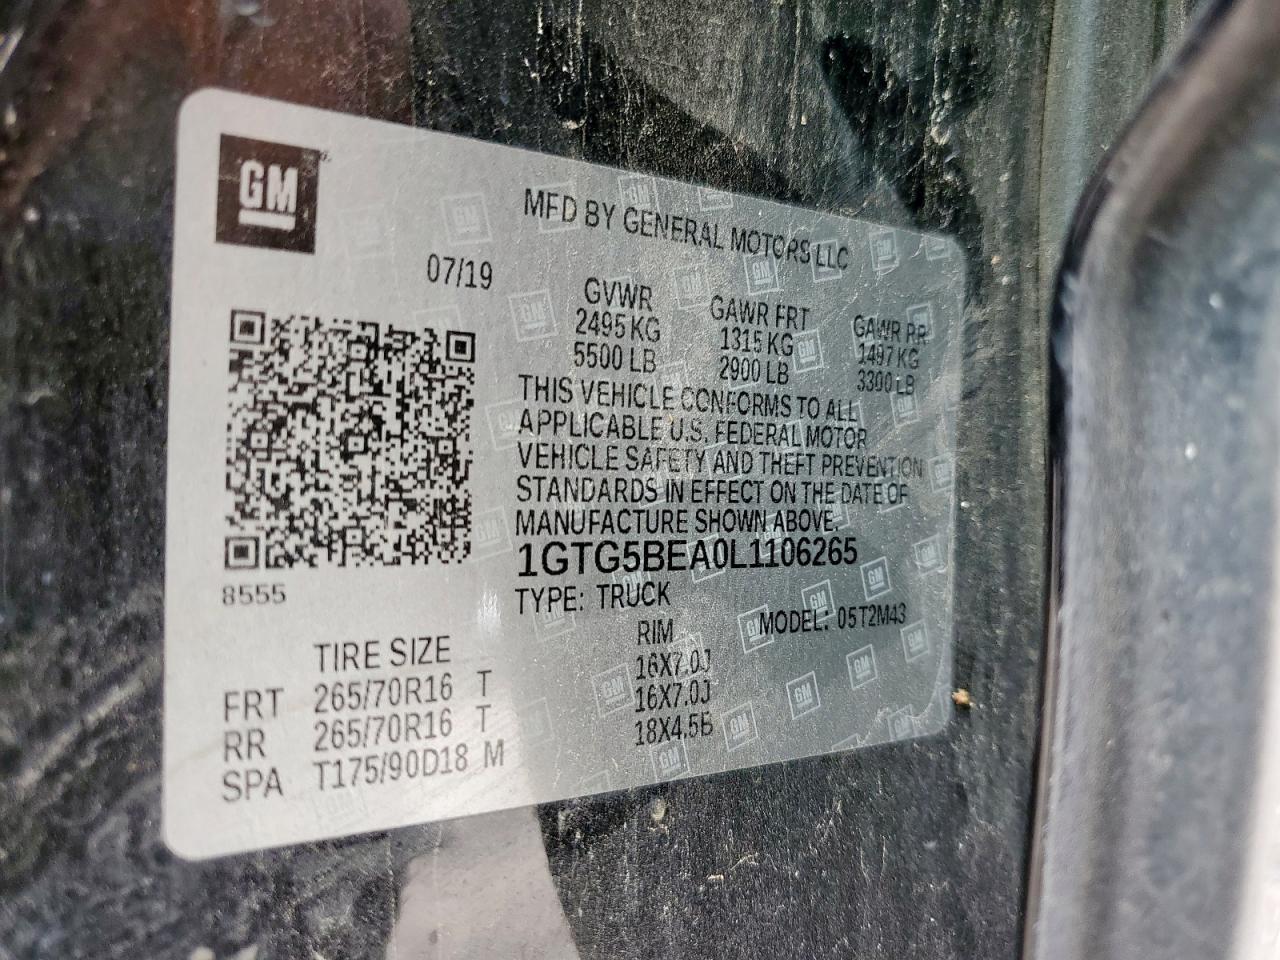 GM
MFD BY GENERAL MOTORS LLC
07/19
GVWR GAWR FRT GAWR RR
2495 KG 1315 KG 1497 KG
5500 LB 2900 LB 3300 LB
THIS VEHICLE CONFORMS TO ALL
APPLICABLE U.S. FEDERAL MOTOR
VEHICLE SAFETY AND THEFT PREVENTION
STANDARDS IN EFFECT ON THE DATE OF
MANUFACTURE SHOWN ABOVE.
1GTG5BEA0L1106265
8555
TYPE: TRUCK
MODEL: 05T2M43
TIRE SIZE RIM
FRT 265/70R16 T 16X7.0J
RR 265/70R16 T 16X7.0J
SPA T175/90D18 M 18X4.5B